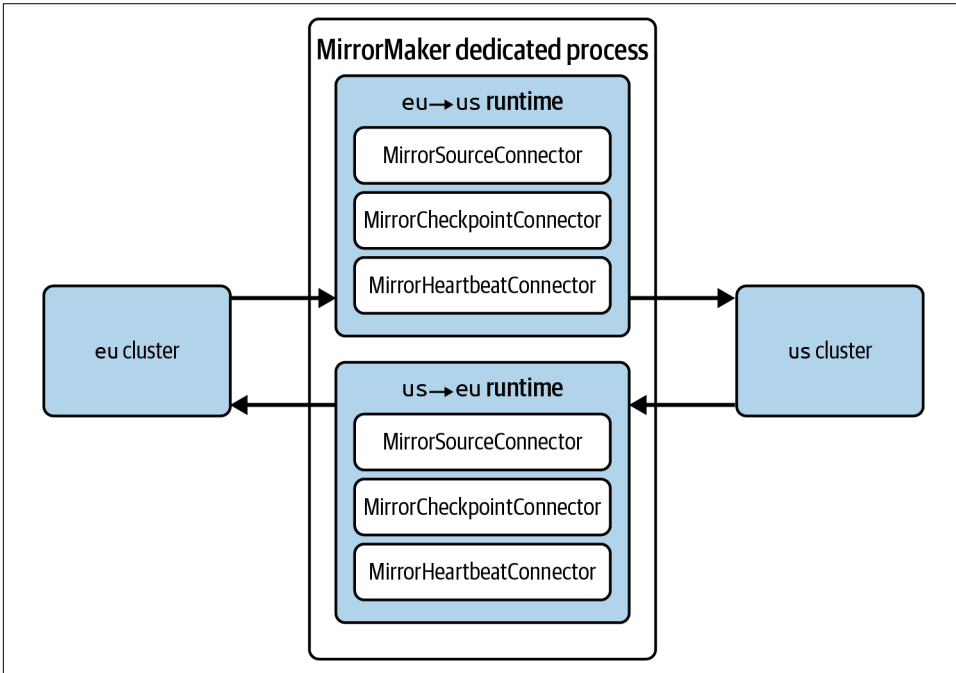 MirrorMaker dedicated process
eu→us runtime
MirrorSourceConnector
MirrorCheckpointConnector
MirrorHeartbeatConnector
eu cluster
us cluster
us→eu runtime
MirrorSourceConnector
MirrorCheckpointConnector
MirrorHeartbeatConnector